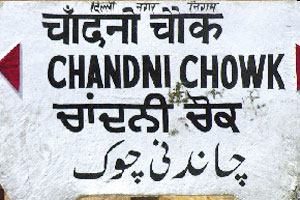 दिल्ली नगर निगम
चाँदनी चौक
CHANDNI CHOWK
ਚਾਂਦਨੀ ਚੌਕ
چاندنی چوک